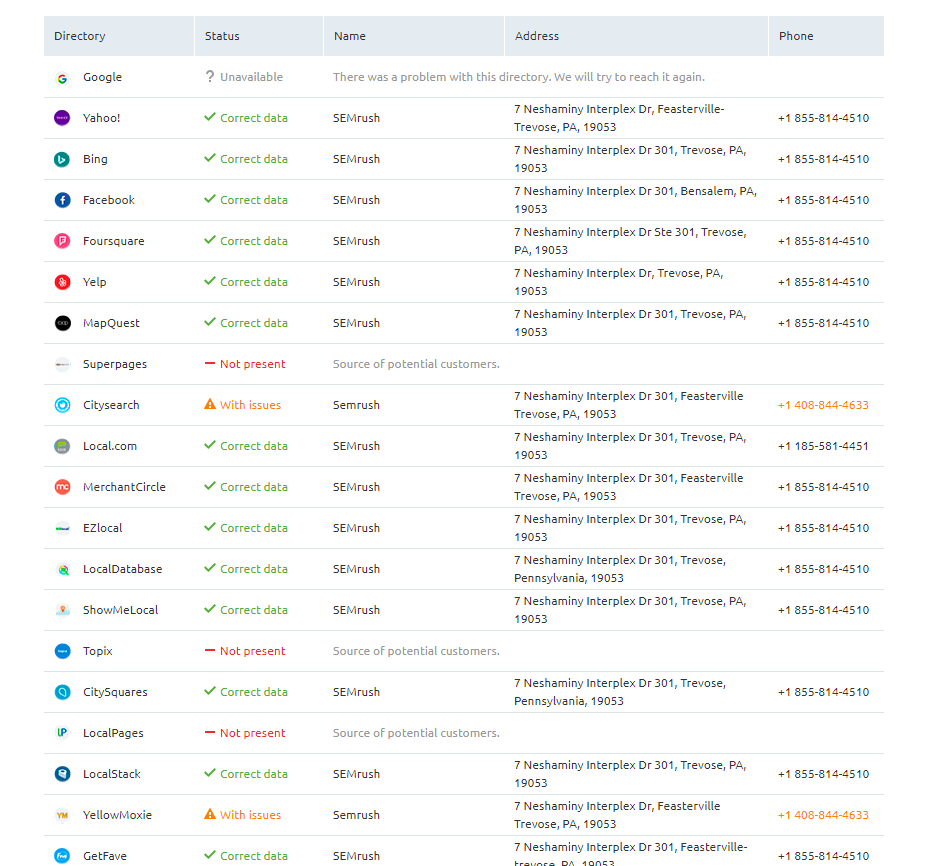 Directory Status Name Address Phone
Google Unavailable There was a problem with this directory. We will try to reach it again.
Yahoo! Correct data SEMrush 7 Neshaminy Interplex Dr, Feasterville-
Trevose, PA, 19053 +1 855-814-4510
Bing Correct data SEMrush 7 Neshaminy Interplex Dr 301, Trevose, PA,
19053 +1 855-814-4510
Facebook Correct data SEMrush 7 Neshaminy Interplex Dr 301, Bensalem, PA,
19053 +1 855-814-4510
Foursquare Correct data SEMrush 7 Neshaminy Interplex Dr Ste 301, Trevose,
PA, 19053 +1 855-814-4510
Yelp Correct data SEMrush 7 Neshaminy Interplex Dr, Trevose, PA,
19053 +1 855-814-4510
MapQuest Correct data SEMrush 7 Neshaminy Interplex Dr 301, Trevose, PA,
19053 +1 855-814-4510
Superpages Not present Source of potential customers.
Citysearch With issues Semrush 7 Neshaminy Interplex Dr 301, Feasterville
Trevose, PA, 19053 +1 408-844-4633
Local.com Correct data SEMrush 7 Neshaminy Interplex Dr 301, Trevose, PA,
19053 +1 185-581-4451
MerchantCircle Correct data SEMrush 7 Neshaminy Interplex Dr 301, Feasterville
Trevose, PA, 19053 +1 855-814-4510
EZlocal Correct data SEMrush 7 Neshaminy Interplex Dr 301, Trevose, PA,
19053 +1 855-814-4510
LocalDatabase Correct data SEMrush 7 Neshaminy Interplex Dr 301, Trevose,
Pennsylvania, 19053 +1 855-814-4510
ShowMeLocal Correct data SEMrush 7 Neshaminy Interplex Dr 301, Trevose, PA,
19053 +1 855-814-4510
Topix Not present Source of potential customers.
CitySquares Correct data SEMrush 7 Neshaminy Interplex Dr 301, Trevose,
Pennsylvania, 19053 +1 855-814-4510
LocalPages Not present Source of potential customers.
LocalStack Correct data SEMrush 7 Neshaminy Interplex Dr 301, Trevose, PA,
19053 +1 855-814-4510
YellowMoxie With issues Semrush 7 Neshaminy Interplex Dr, Feasterville
Trevose, PA, 19053 +1 408-844-4633
GetFave Correct data SEMrush 7 Neshaminy Interplex Dr 301, Feasterville-
trevose, PA, 19053 +1 855-814-4510